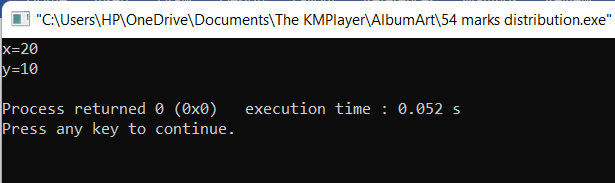 "C:\Users\HP\OneDrive\Documents\The KMPlayer\AlbumArt\54 marks distribution.exe"
x=20
y=10
Process returned 0 (0x0)   execution time : 0.052 s
Press any key to continue.